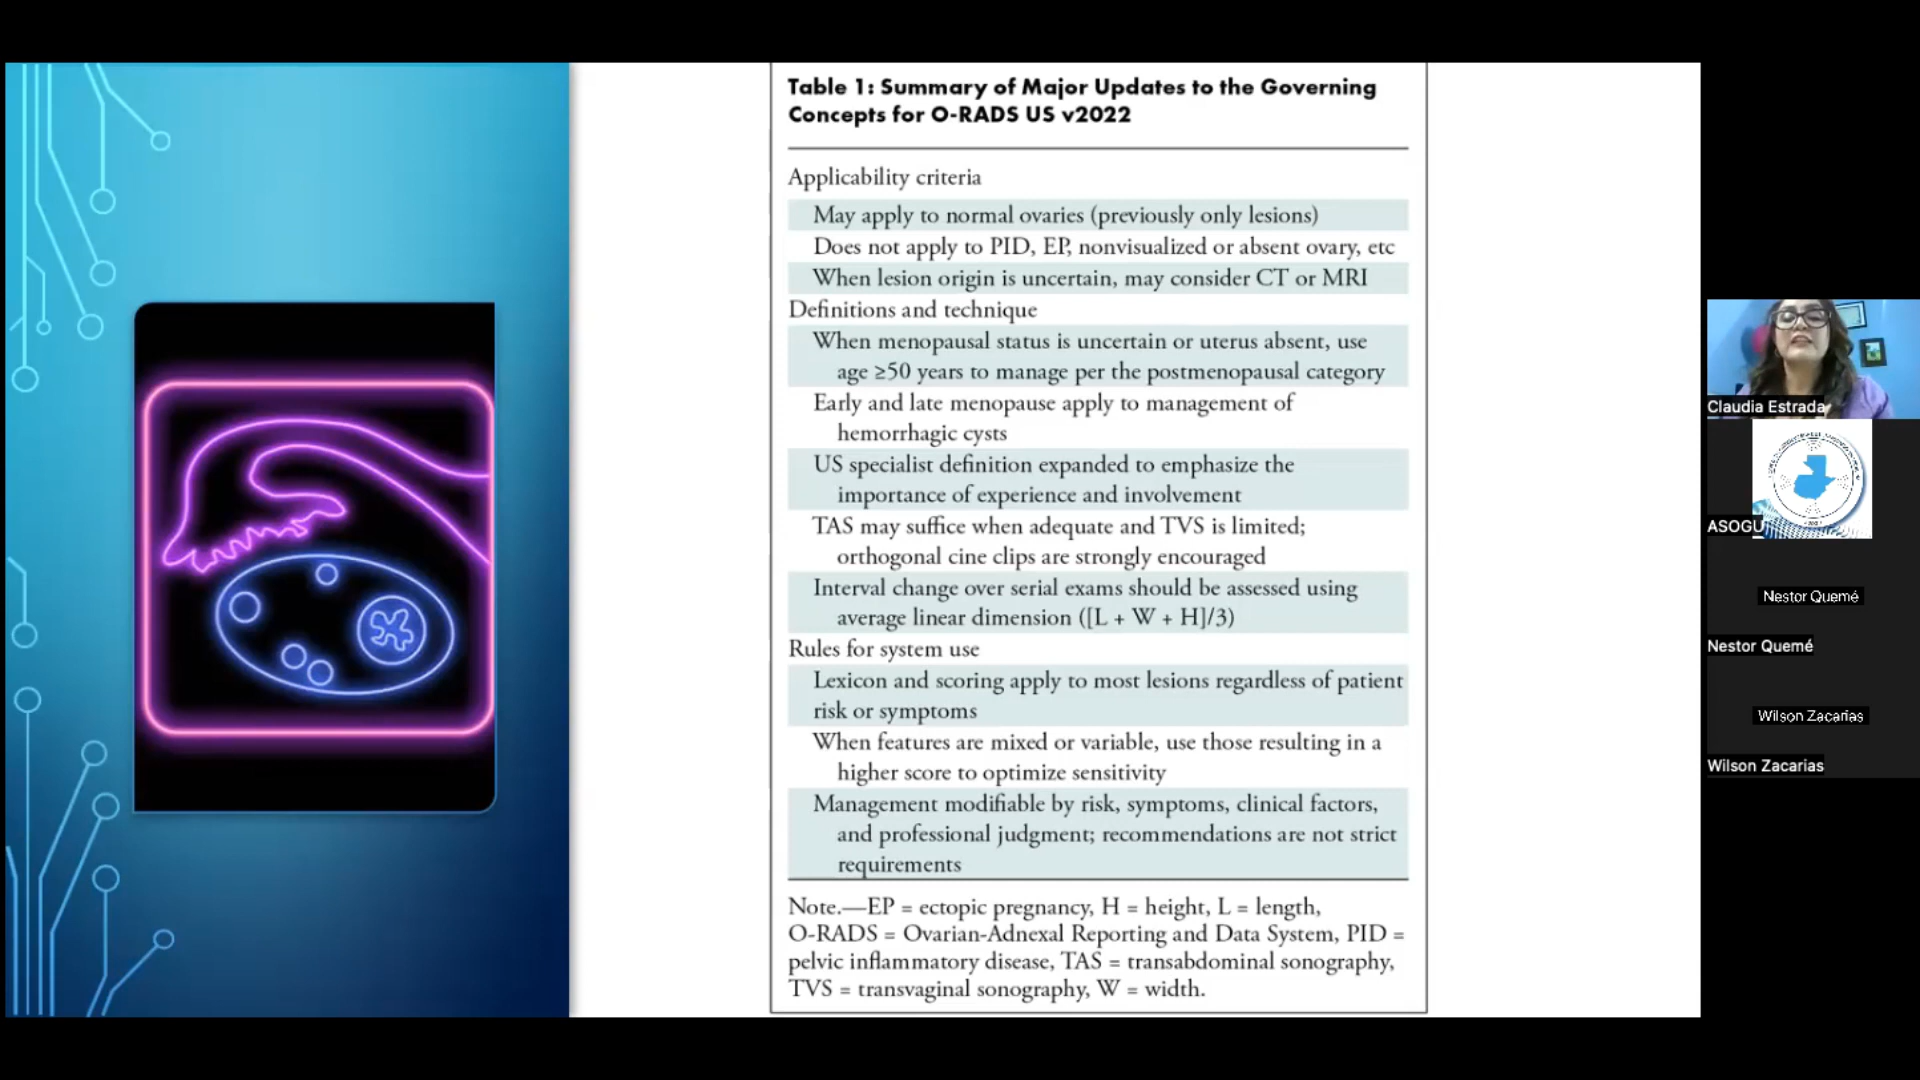 Table 1: Summary of Major Updates to the Governing
Concepts for O-RADS US v2022
Applicability criteria
May apply to normal ovaries (previously only lesions)
Does not apply to PID, EP, nonvisualized or absent ovary, etc
When lesion origin is uncertain, may consider CT or MRI
Definitions and technique
When menopausal status is uncertain or uterus absent, use
age ≥50 years to manage per the postmenopausal category
Early and late menopause apply to management of
hemorrhagic cysts
US specialist definition expanded to emphasize the
importance of experience and involvement
TAS may suffice when adequate and TVS is limited;
orthogonal cine clips are strongly encouraged
Interval change over serial exams should be assessed using
average linear dimension ([L + W + H]/3)
Rules for system use
Lexicon and scoring apply to most lesions regardless of patient
risk or symptoms
When features are mixed or variable, use those resulting in a
higher score to optimize sensitivity
Management modifiable by risk, symptoms, clinical factors,
and professional judgment; recommendations are not strict
requirements
Note.—EP = ectopic pregnancy, H = height, L = length,
O-RADS = Ovarian-Adnexal Reporting and Data System, PID =
pelvic inflammatory disease, TAS = transabdominal sonography,
TVS = transvaginal sonography, W = width.
Claudia Estrada
ASOGU
Nestor Quemé
Nestor Quemé
Wilson Zacarias
Wilson Zacarias